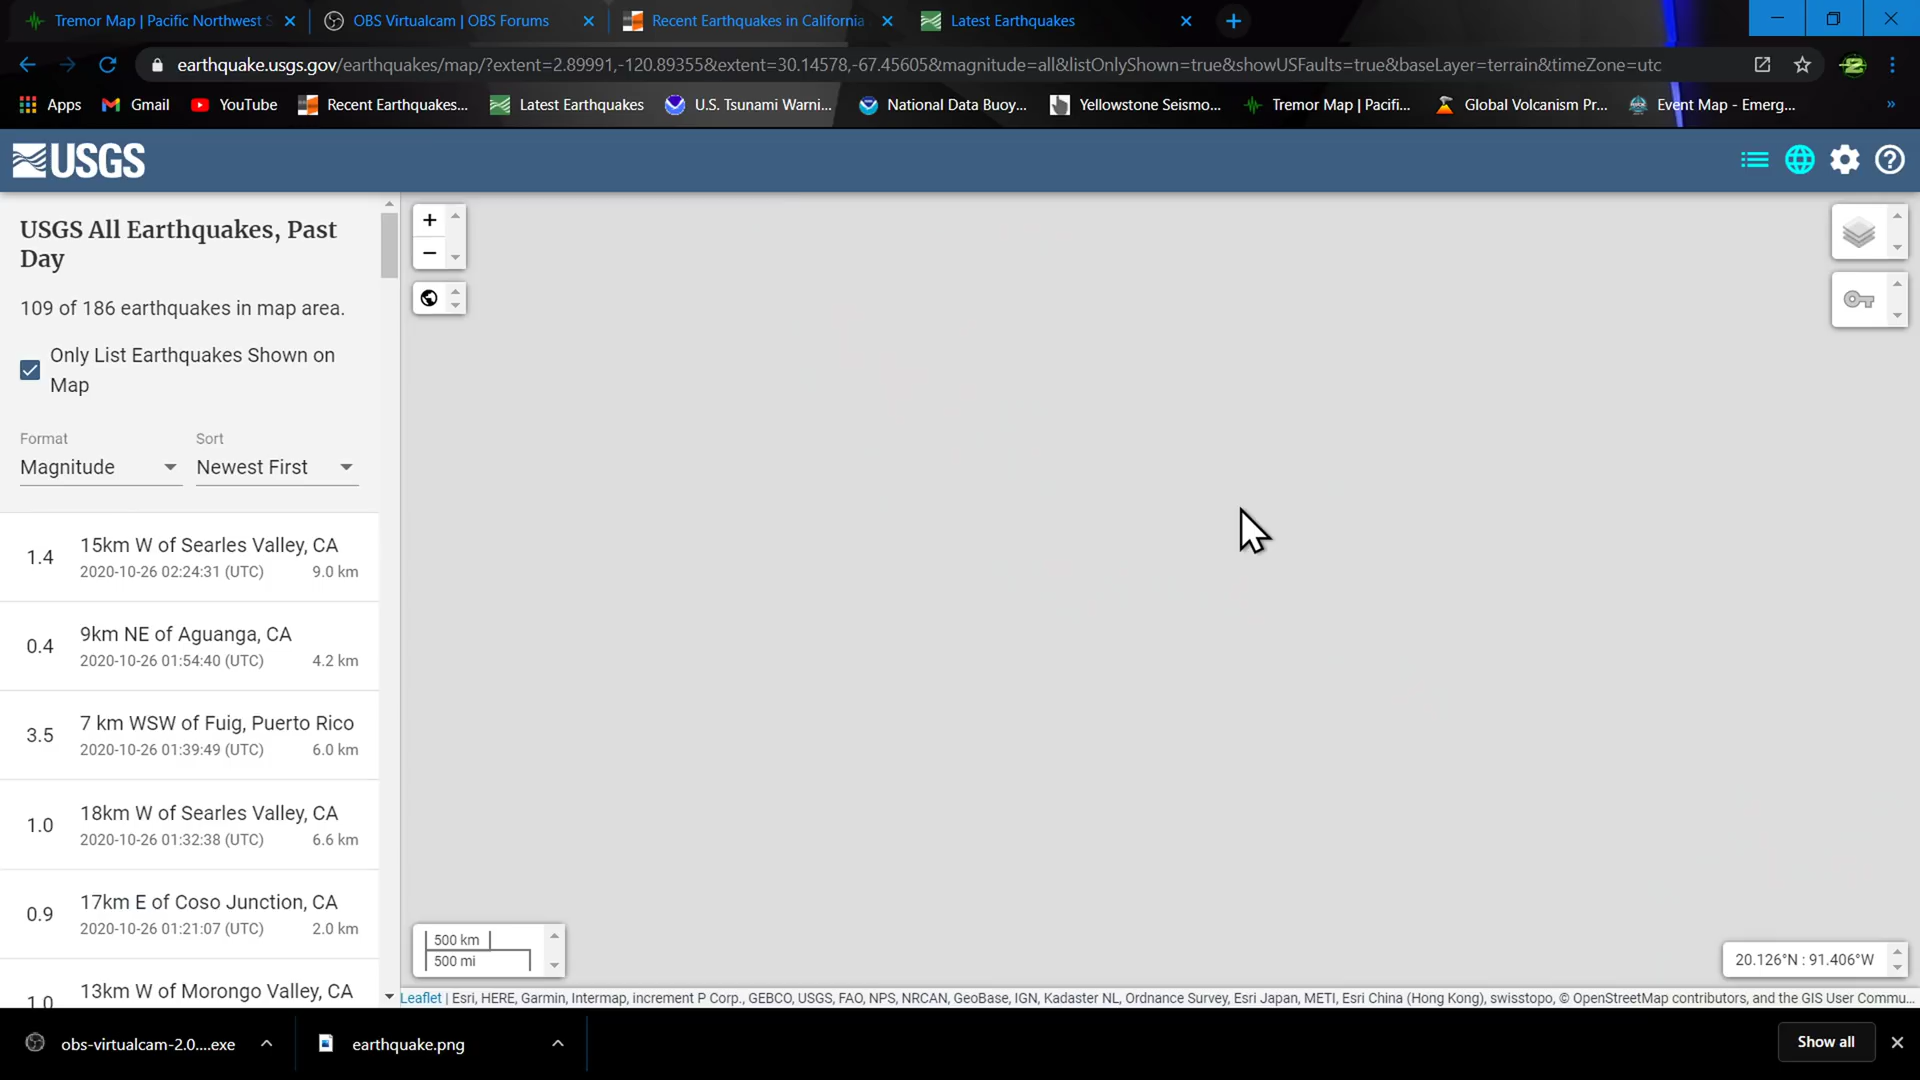 Tremor Map | Pacific Northwest S
OBS Virtualcam | OBS Forums
Recent Earthquakes in California
Latest Earthquakes
earthquake.usgs.gov/earthquakes/map/?extent=2.89991,-120.89355&extent=30.14578,-67.45605&magnitude=all&listOnlyShown=true&showUSFaults=true&baseLayer=terrain&timeZone=utc
Apps
Gmail
YouTube
Recent Earthquakes...
Latest Earthquakes
U.S. Tsunami Warni...
National Data Buoy...
Yellowstone Seismo...
Tremor Map | Pacifi...
Global Volcanism Pr...
Event Map - Emerg...
»
USGS
USGS All Earthquakes, Past
Day
109 of 186 earthquakes in map area.
Only List Earthquakes Shown on
Map
Format
Sort
Magnitude
Newest First
1.4
15km W of Searles Valley, CA
2020-10-26 02:24:31 (UTC)
9.0 km
0.4
9km NE of Aguanga, CA
2020-10-26 01:54:40 (UTC)
4.2 km
3.5
7 km WSW of Fuig, Puerto Rico
2020-10-26 01:39:49 (UTC)
6.0 km
1.0
18km W of Searles Valley, CA
2020-10-26 01:32:38 (UTC)
6.6 km
0.9
17km E of Coso Junction, CA
2020-10-26 01:21:07 (UTC)
2.0 km
1.0
13km W of Morongo Valley, CA
+
−
500 km
500 mi
20.126°N : 91.406°W
Leaflet | Esri, HERE, Garmin, Intermap, increment P Corp., GEBCO, USGS, FAO, NPS, NRCAN, GeoBase, IGN, Kadaster NL, Ordnance Survey, Esri Japan, METI, Esri China (Hong Kong), swisstopo, © OpenStreetMap contributors, and the GIS User Commu...
obs-virtualcam-2.0....exe
earthquake.png
Show all